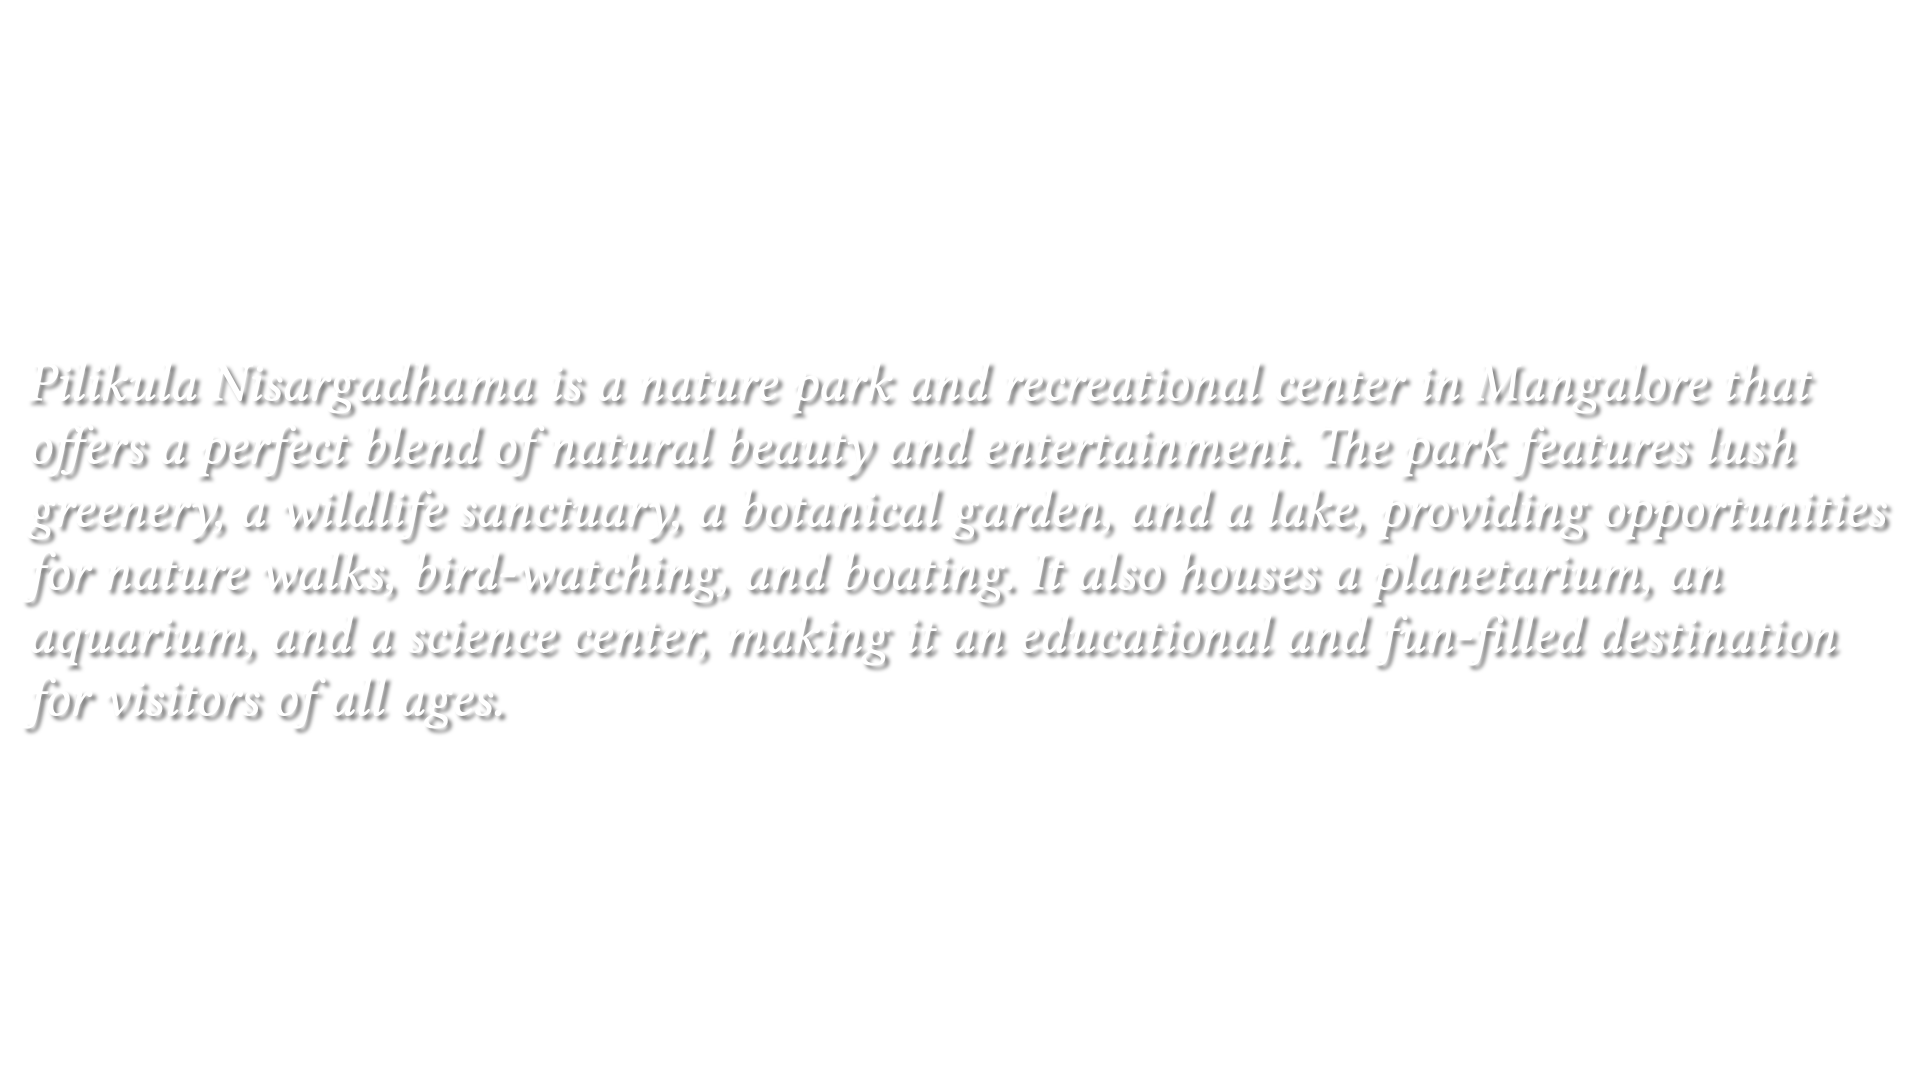 Pilikula Nisargadhama is a nature park and recreational center in Mangalore that
offers a perfect blend of natural beauty and entertainment. The park features lush
greenery, a wildlife sanctuary, a botanical garden, and a lake, providing opportunities
for nature walks, bird-watching, and boating. It also houses a planetarium, an
aquarium, and a science center, making it an educational and fun-filled destination
for visitors of all ages.